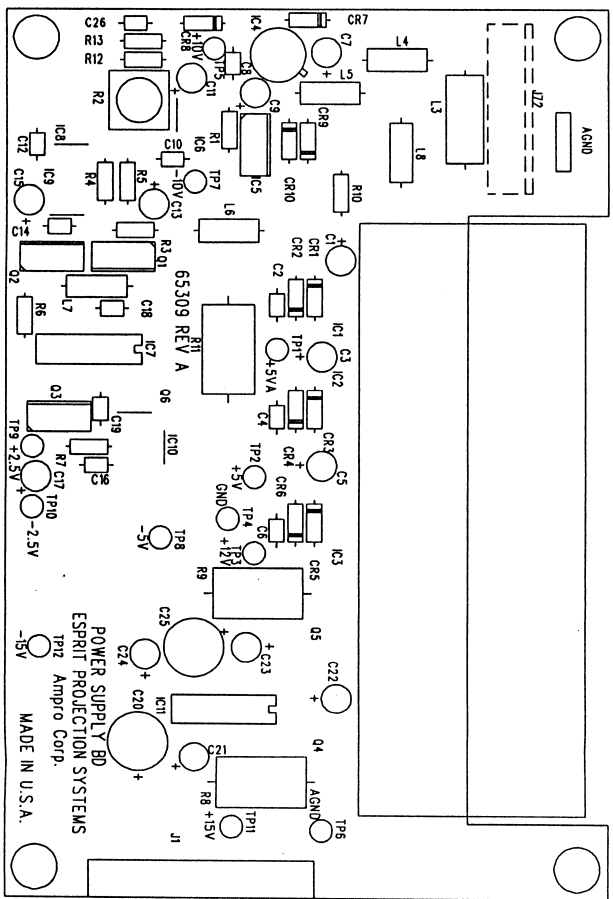 C26
R13
R12
R2
CR8
+10V
TP5
C8
C11
IC4
CR7
C7
L4
L5
C9
L3
J72
AGND
IC8
C12
C10
IC6
R1
IC5
CR9
CR10
L8
R10
IC9
C15
R4
R5
-10V
TP7
C13
C14
L6
R3
Q1
Q2
L7
R6
C18
IC7
65309 REV A
R11
C1
CR1
CR2
C2
IC1
TP1
+5VA
C3
IC2
C4
CR3
CR4
C5
Q3
C19
Q6
IC10
TP9
+2.5V
R7
C17
C16
TP10
-2.5V
TP2
+5V
GND
TP4
CR6
C6
+12V
TP3
IC3
CR5
TP8
-5V
R9
Q5
C25
C23
C24
C22
TP12
-15V
POWER SUPPLY BD
ESPRIT PROJECTION SYSTEMS
Ampro Corp.
MADE IN U.S.A.
C20
IC11
C21
Q4
R8
+15V
TP11
AGND
TP6
J1